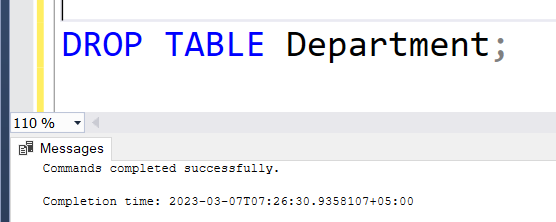 DROP TABLE Department;
110 %
Messages
Commands completed successfully.
Completion time: 2023-03-07T07:26:30.9358107+05:00